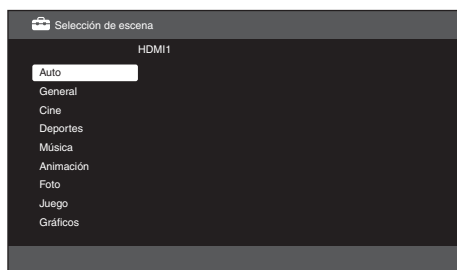 Selección de escena
HDMI1
Auto
General
Cine
Deportes
Música
Animación
Foto
Juego
Gráficos